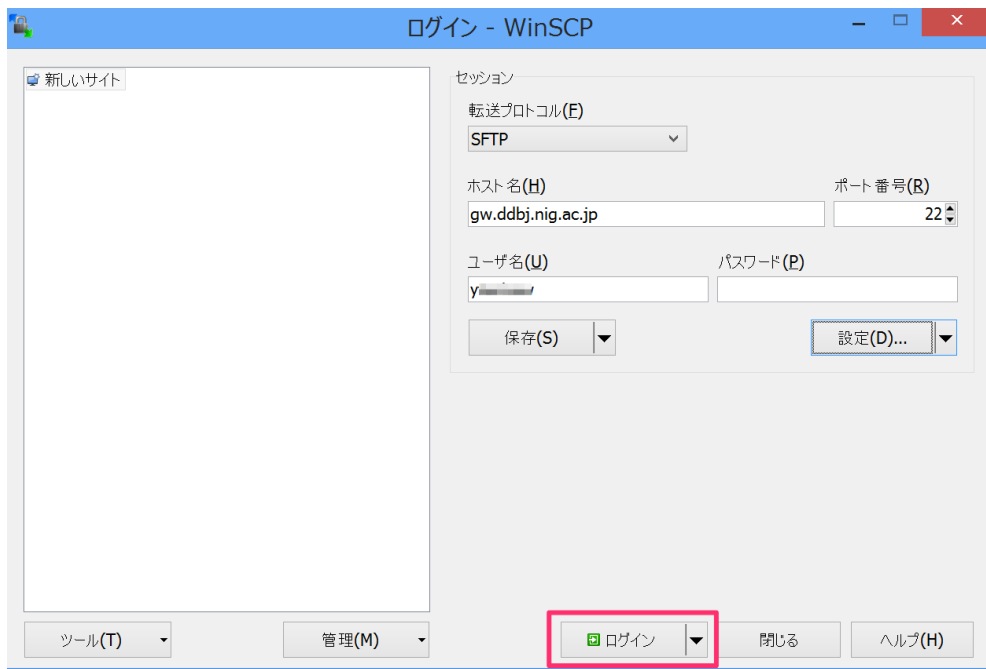 ログイン - WinSCP
新しいサイト
セッション
転送プロトコル(F)
SFTP
ホスト名(H)
ポート番号(R)
gw.ddbj.nig.ac.jp
22
ユーザ名(U)
パスワード(P)
y
保存(S)
設定(D)...
ツール(T)
管理(M)
ログイン
閉じる
ヘルプ(H)